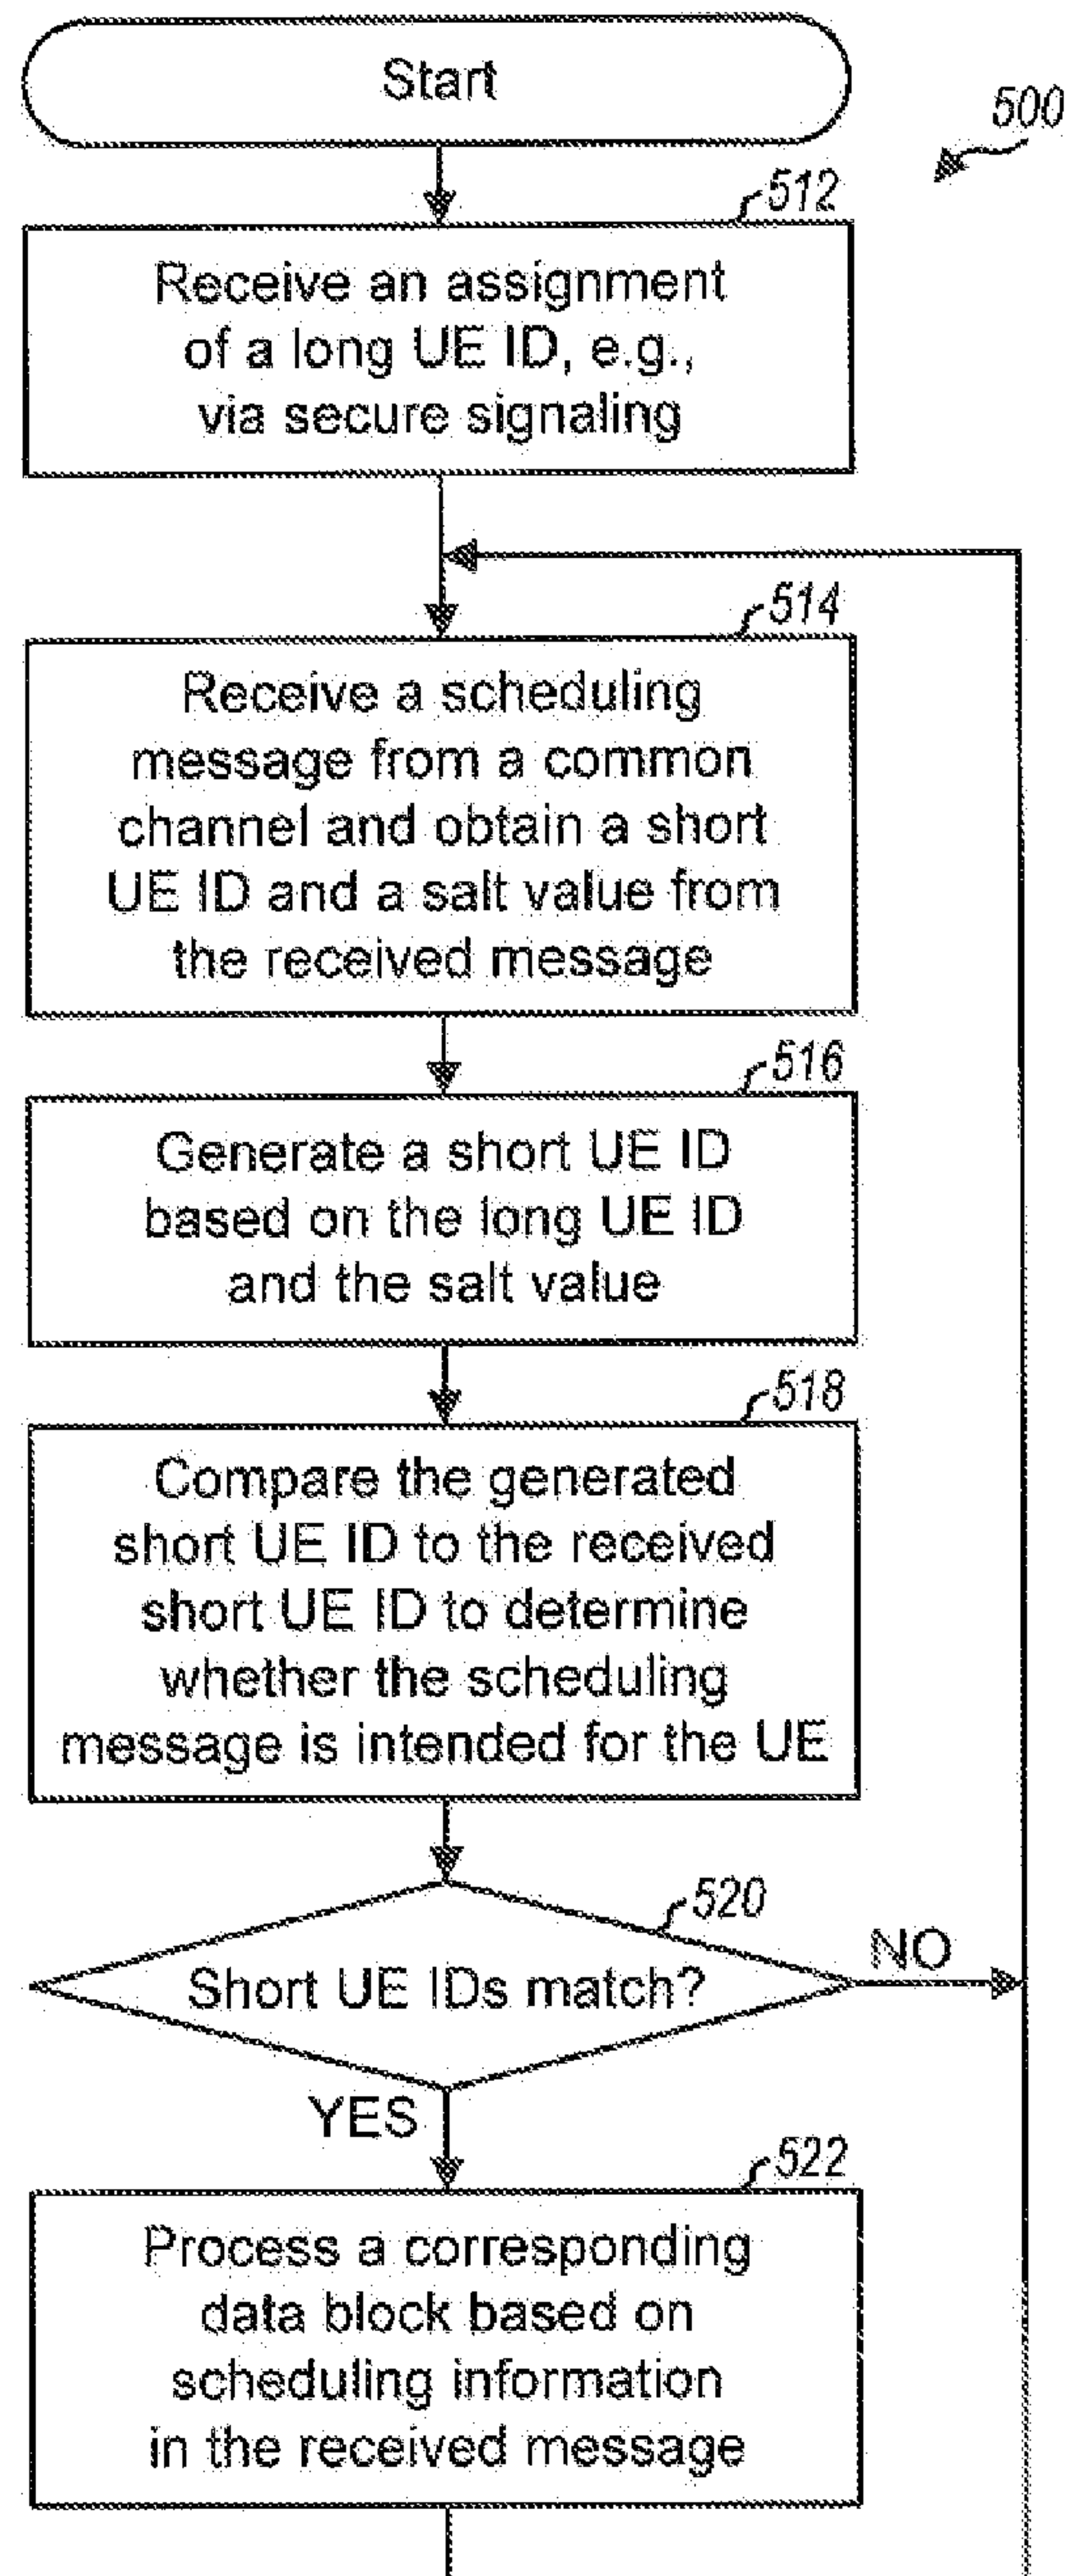 Start
500
512
Receive an assignment
of a long UE ID, e.g.,
via secure signaling
514
Receive a scheduling
message from a common
channel and obtain a short
UE ID and a salt value from
the received message
516
Generate a short UE ID
based on the long UE ID
and the salt value
518
Compare the generated
short UE ID to the received
short UE ID to determine
whether the scheduling
message is intended for the UE
520
Short UE IDs match?
NO
YES
522
Process a corresponding
data block based on
scheduling information
in the received message